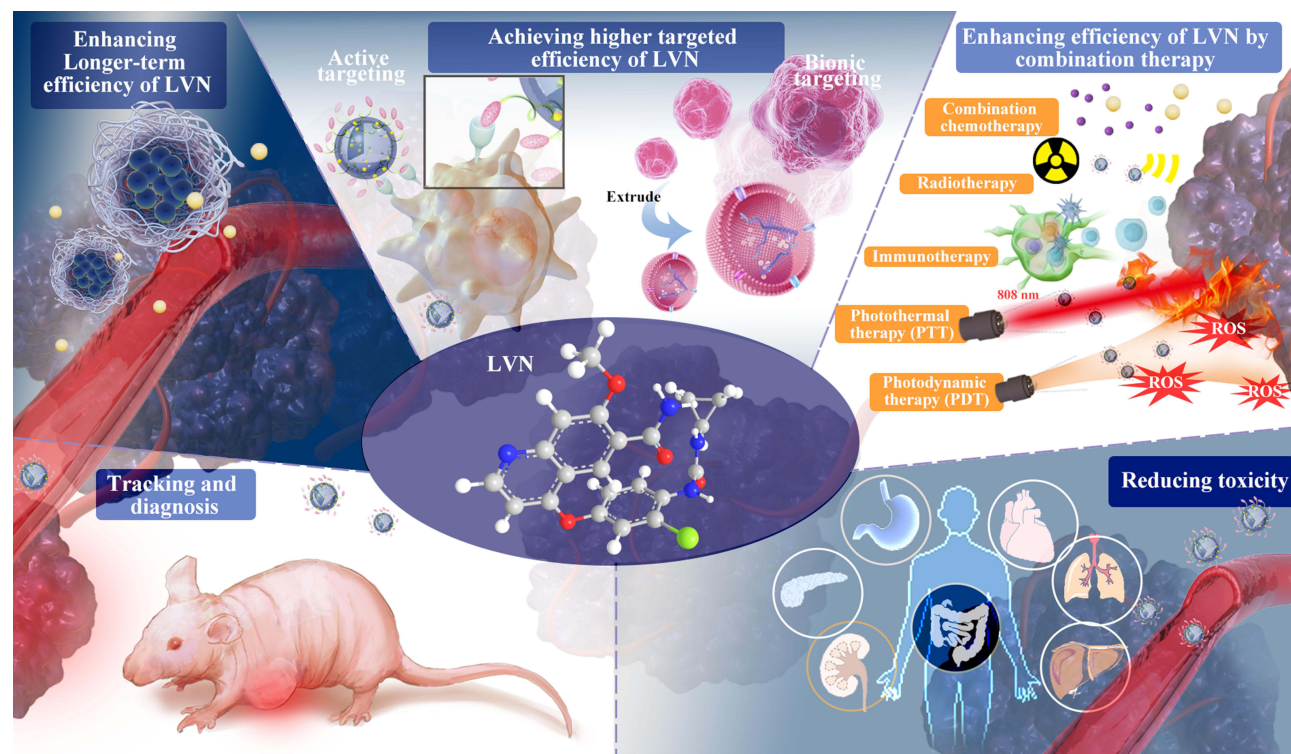 Enhancing
Longer-term
efficiency of LVN
Achieving higher targeted
efficiency of LVN
Active
targeting
Bionic
targeting
Extrude
Enhancing efficiency of LVN by
combination therapy
Combination
chemotherapy
Radiotherapy
Immunotherapy
808 nm
Photothermal
therapy (PTT)
ROS
Photodynamic
therapy (PDT)
ROS
ROS
LVN
Tracking and
diagnosis
Reducing toxicity